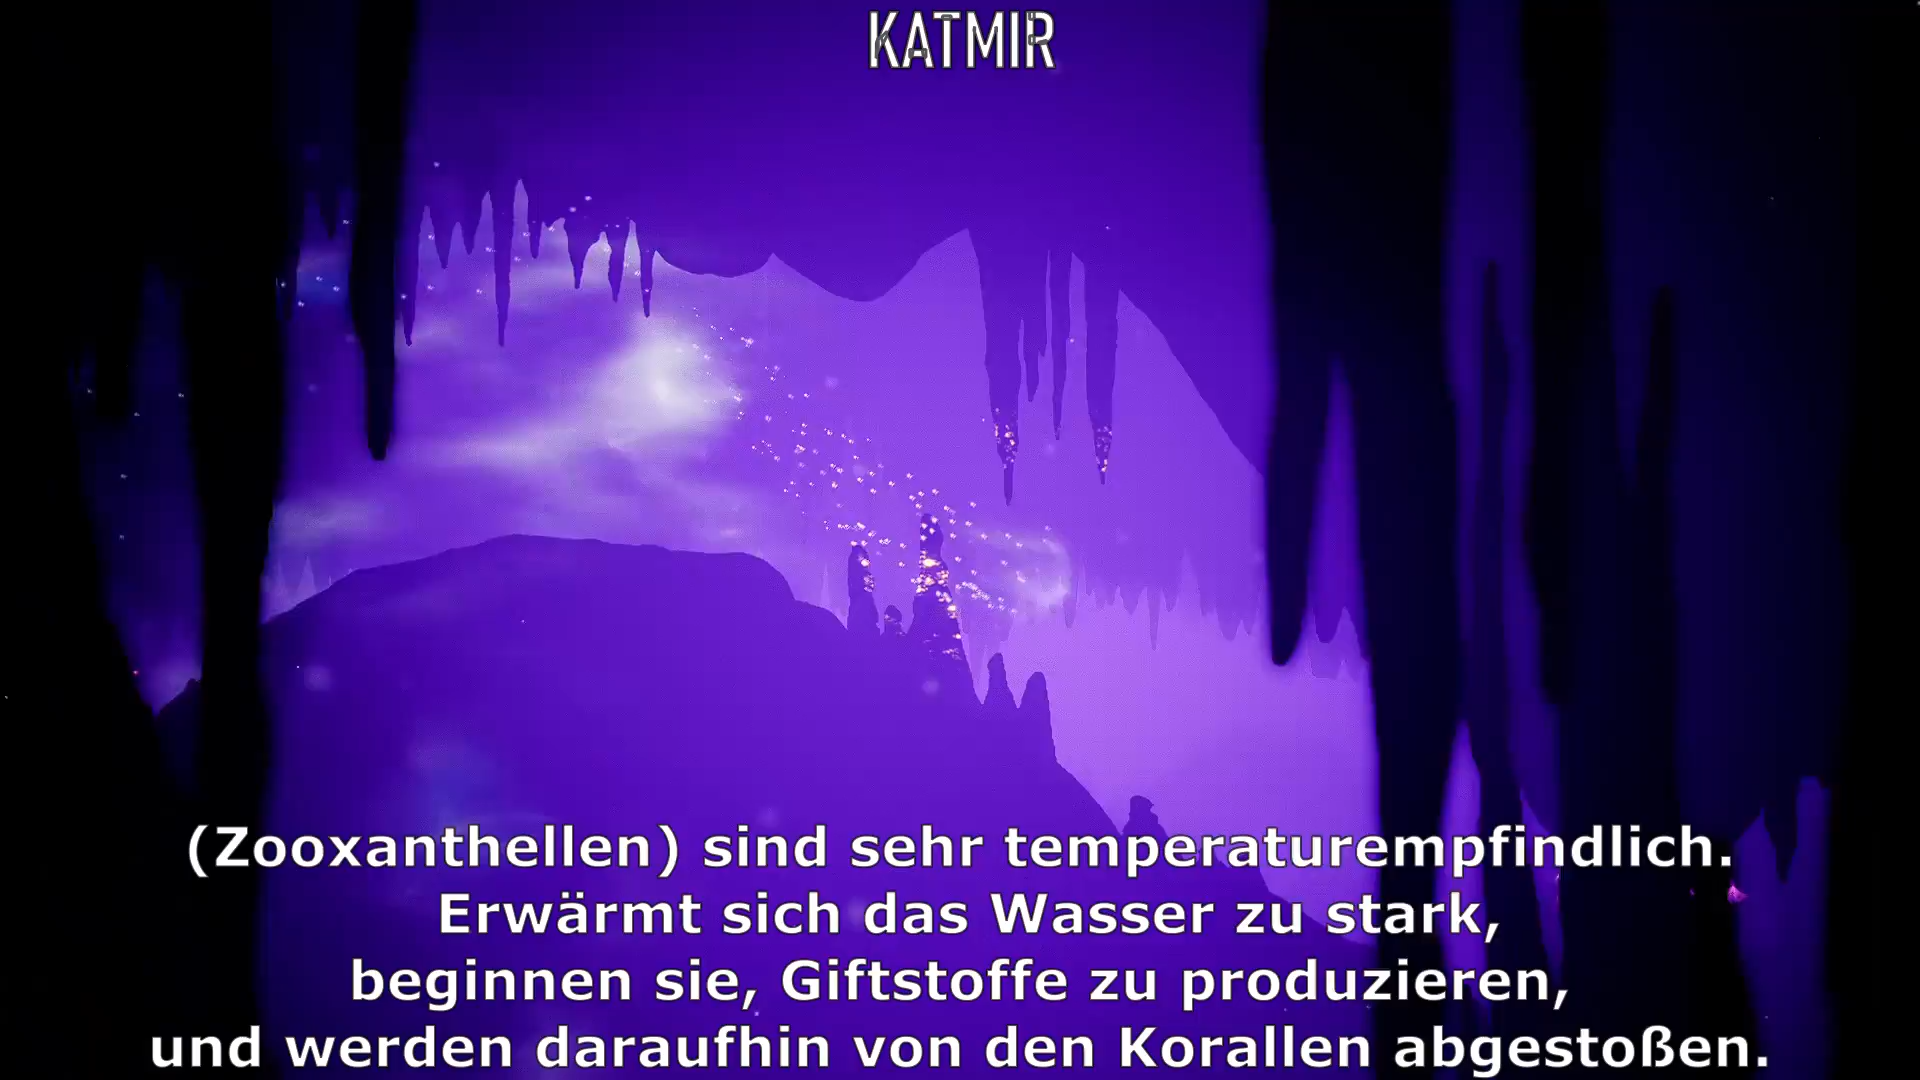 KATMIR
(Zooxanthellen) sind sehr temperaturempfindlich.
Erwärmt sich das Wasser zu stark,
beginnen sie, Giftstoffe zu produzieren,
und werden daraufhin von den Korallen abgestoßen.